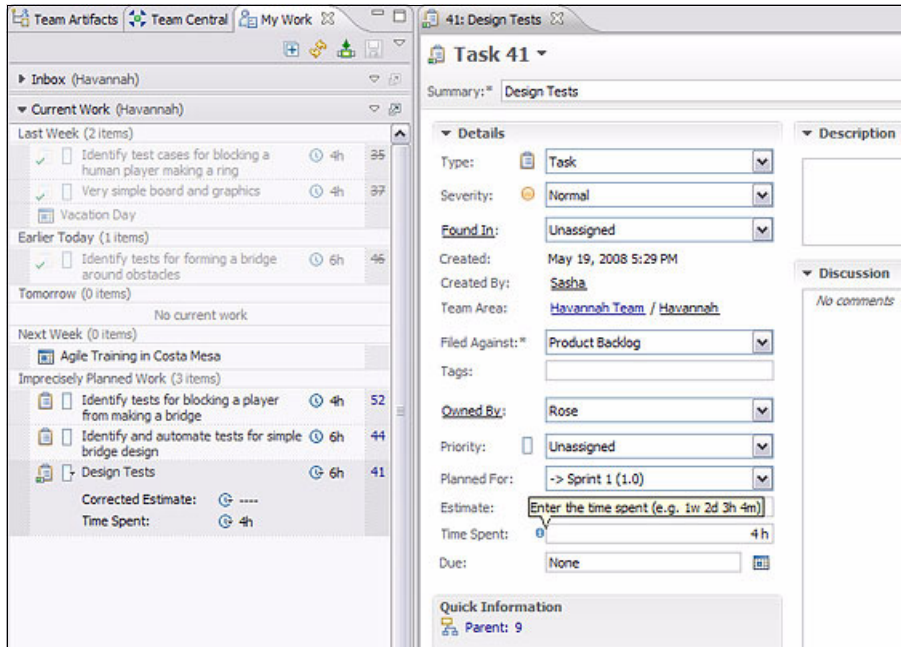 Team Artifacts Team Central My Work
Inbox (Havannah)
Current Work (Havannah)
Last Week (2 items)
Identify test cases for blocking a 4h 35
human player making a ring
Very simple board and graphics 4h 37
Vacation Day
Earlier Today (1 items)
Identify tests for forming a bridge 6h 46
around obstacles
Tomorrow (0 items)
No current work
Next Week (0 items)
Agile Training in Costa Mesa
Imprecisely Planned Work (3 items)
Identify tests for blocking a player 4h 52
from making a bridge
Identify and automate tests for simple 6h 44
bridge design
Design Tests 6h 41
Corrected Estimate: ----
Time Spent: 4h
41: Design Tests
Task 41
Summary:* Design Tests
Details
Type: Task
Severity: Normal
Found In: Unassigned
Created: May 19, 2008 5:29 PM
Created By: Sasha
Team Area: Havannah Team / Havannah
Filed Against:* Product Backlog
Tags:
Owned By: Rose
Priority: Unassigned
Planned For: -> Sprint 1 (1.0)
Estimate: Enter the time spent (e.g. 1w 2d 3h 4m)
Time Spent: 4 h
Due: None
Quick Information
Parent: 9
Description
Discussion
No comments